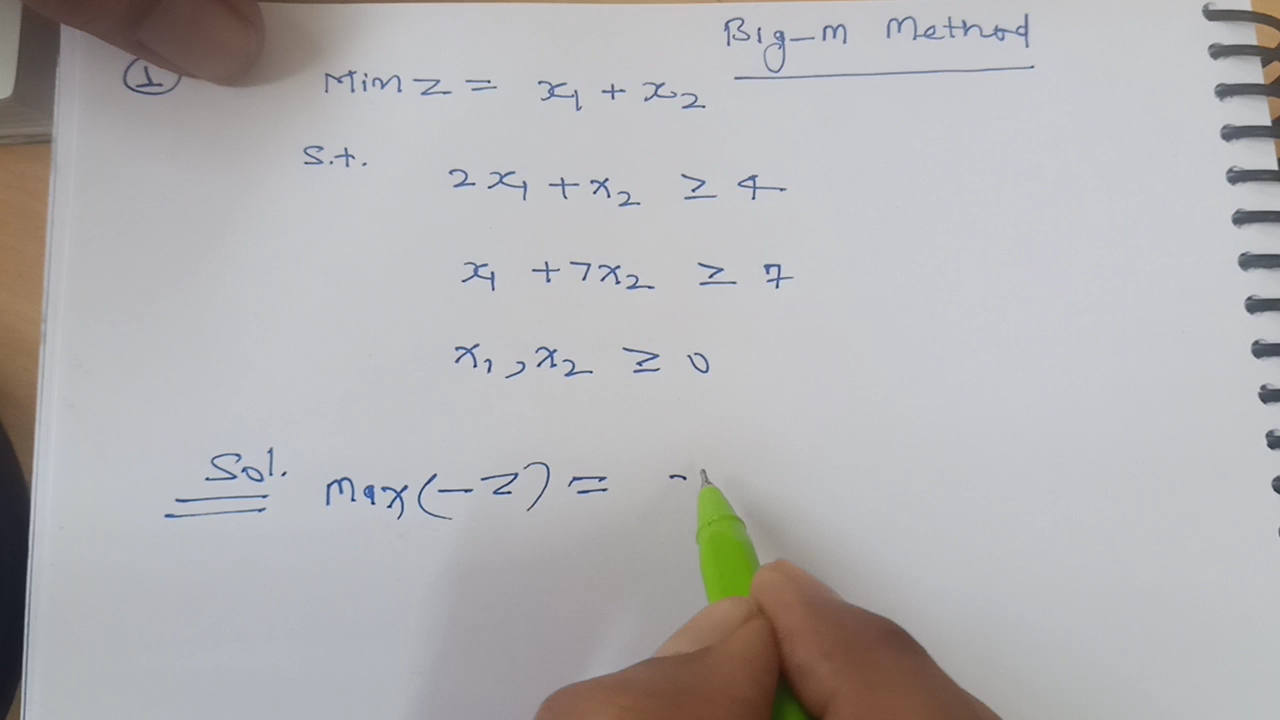 Big-M Method
① Min Z = x₁ + x₂
S.t.
2x₁ + x₂ ≥ 4
x₁ + 7x₂ ≥ 7
x₁, x₂ ≥ 0
Sol. Max(-Z) = -